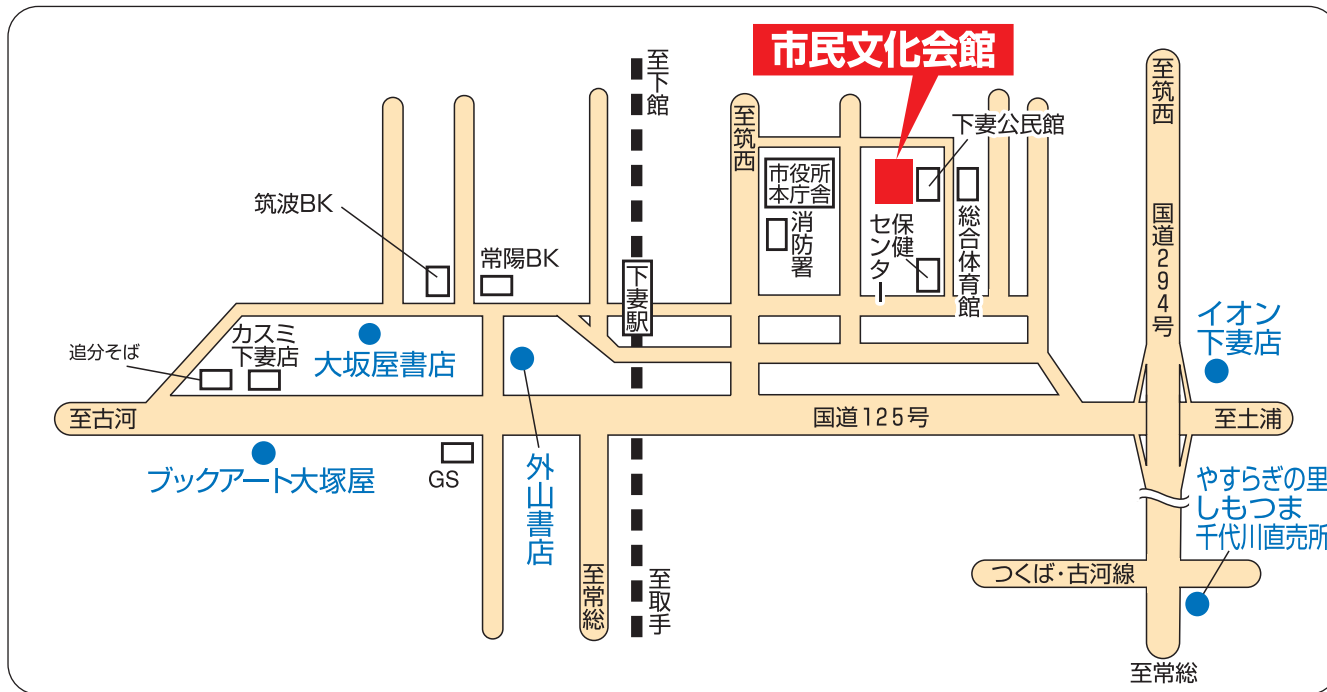 市民文化会館
至下館
至筑西
至筑西
下妻公民館
市役所
本庁舎
消防署
保健
センター
総合体育館
国道294号
筑波BK
常陽BK
下妻駅
イオン
下妻店
カスミ
下妻店
追分そば
大坂屋書店
至古河
国道125号
至土浦
ブックアート大塚屋
GS
外山書店
やすらぎの里
しもつま
千代川直売所
至常総
至取手
つくば・古河線
至常総